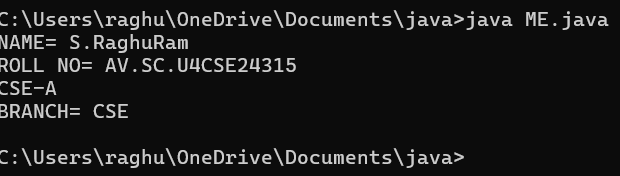 C:\Users\raghu\OneDrive\Documents\java>java ME.java
NAME= S.RaghuRam
ROLL NO= AV.SC.U4CSE24315
CSE-A
BRANCH= CSE
C:\Users\raghu\OneDrive\Documents\java>